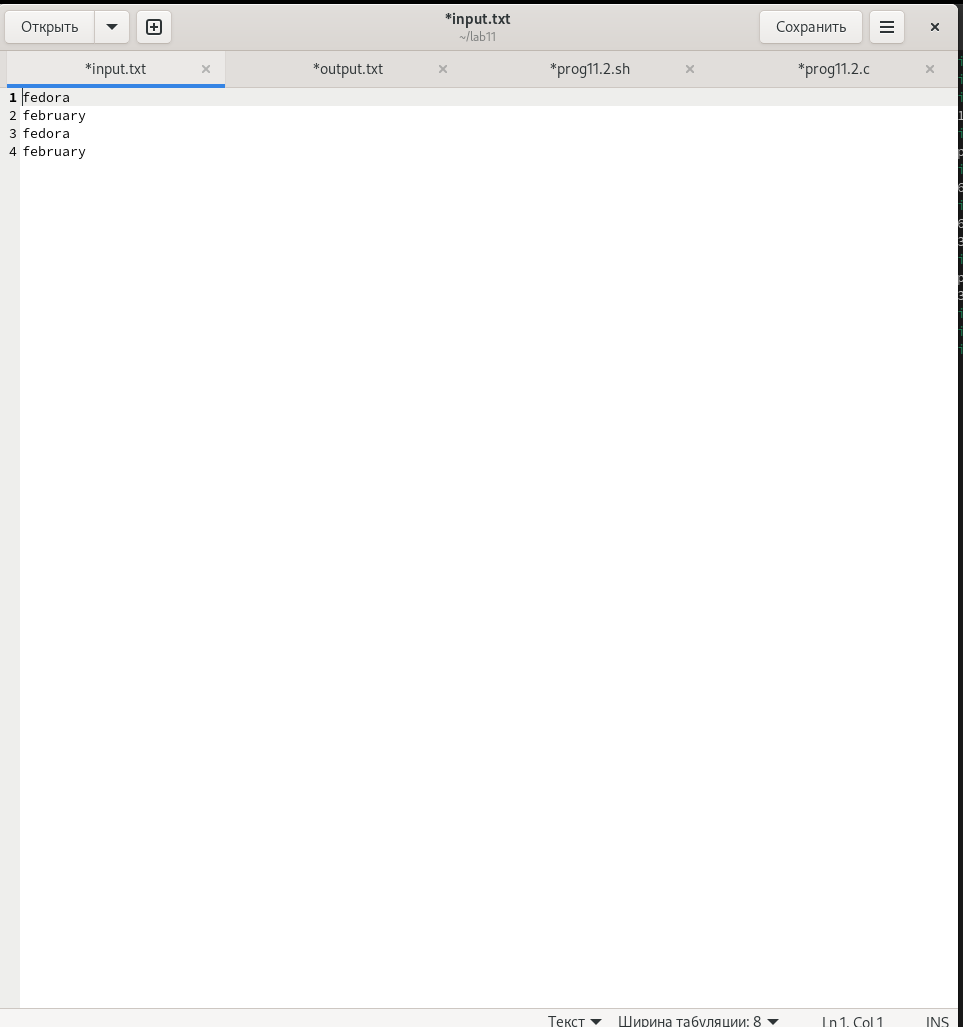 Открыть
*input.txt
~/lab11
Сохранить
*input.txt *output.txt *prog11.2.sh *prog11.2.c
1 fedora
2 february
3 fedora
4 february
Текст Ширина табуляции: 8 Ln 1, Col 1 INS